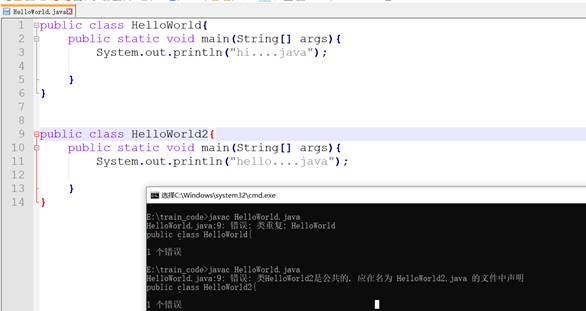 HelloWorld.java
1 public class HelloWorld{
2 public static void main(String[] args){
3 System.out.println("hi....java");
4
5 }
6 }
7
8
9 public class HelloWorld2{
10 public static void main(String[] args){
11 System.out.println("hello....java");
12
13 }
14 }
选择C:\Windows\system32\cmd.exe
E:\train_code>javac HelloWorld.java
HelloWorld.java:9: 错误: 类重复: HelloWorld
public class HelloWorld{
1 个错误
E:\train_code>javac HelloWorld.java
HelloWorld.java:9: 错误: 类HelloWorld2是公共的, 应在名为 HelloWorld2.java 的文件中声明
public class HelloWorld2{
1 个错误